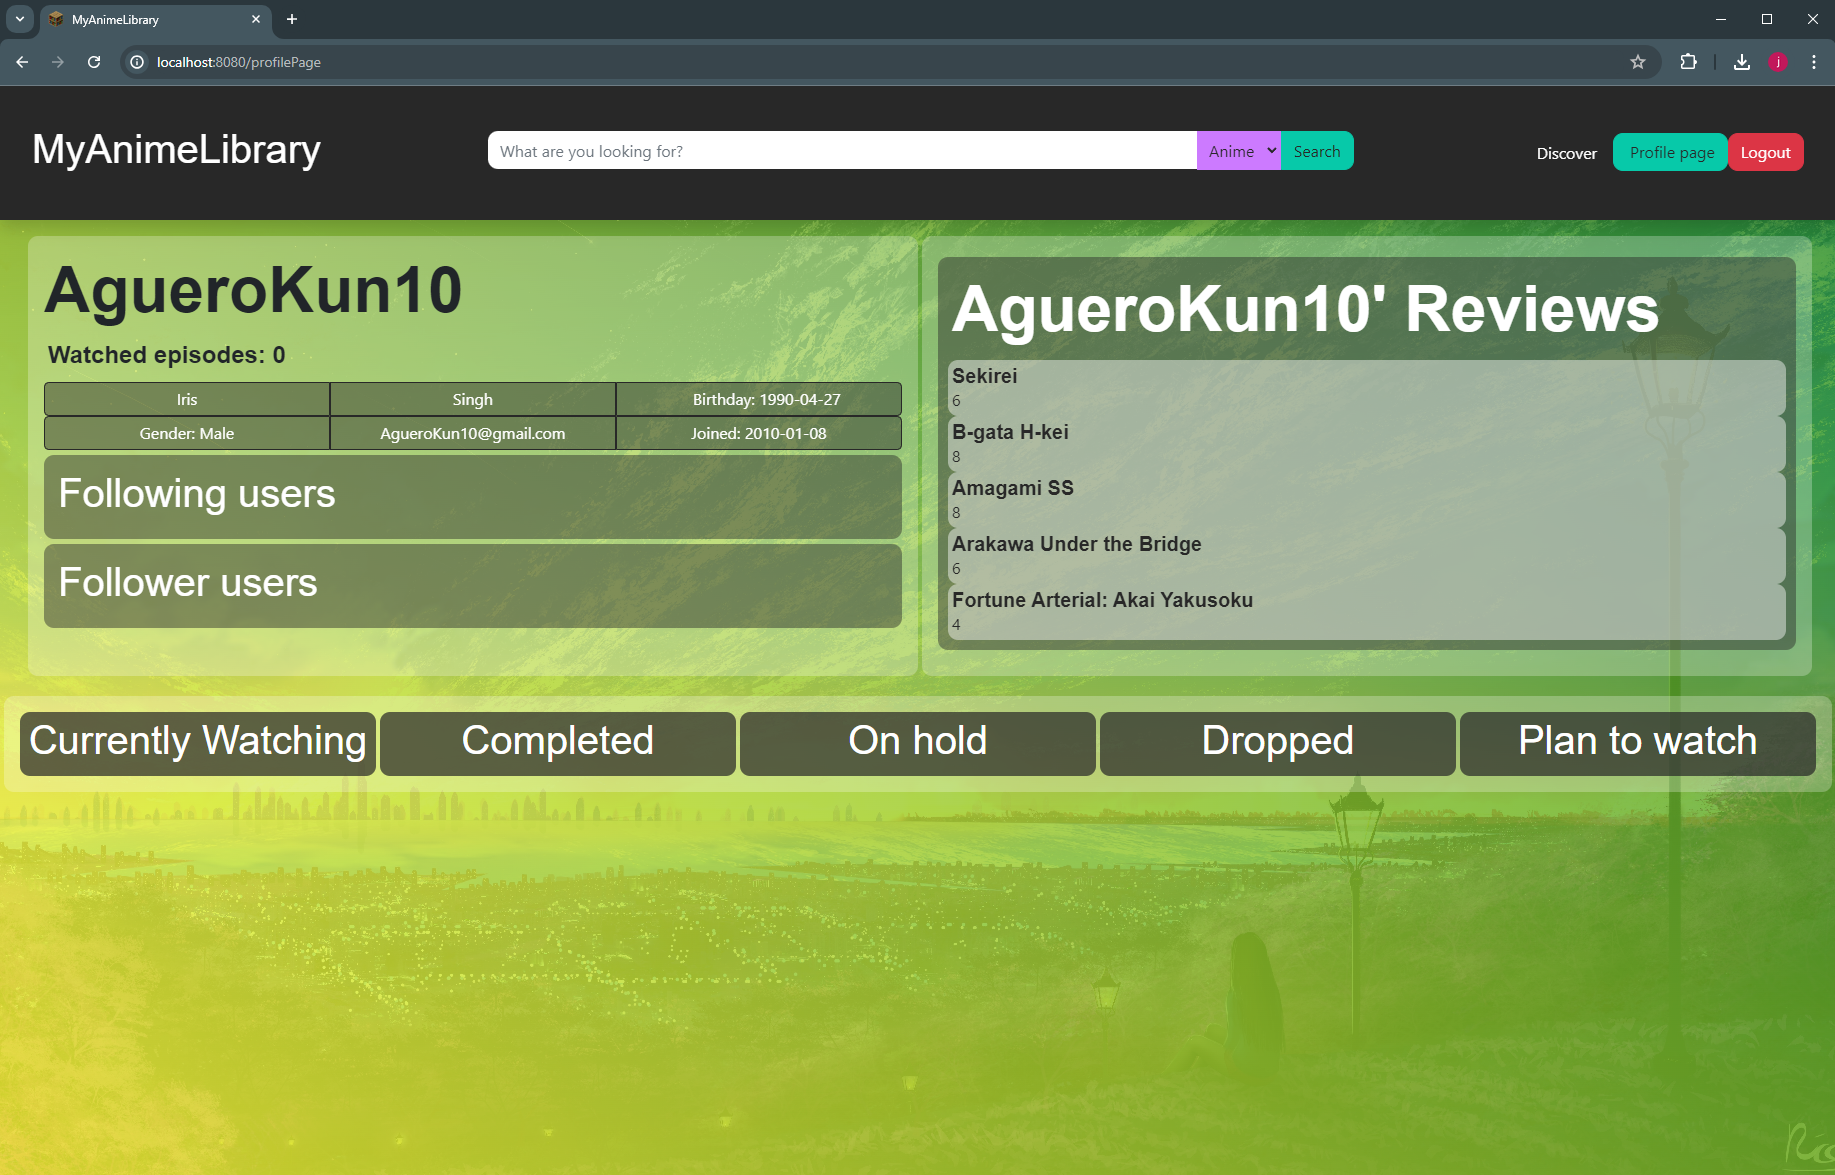 MyAnimeLibrary
localhost:8080/profilePage
j
MyAnimeLibrary
What are you looking for?
Anime
Search
Discover
Profile page
Logout
AgueroKun10
Watched episodes: 0
Iris
Singh
Birthday: 1990-04-27
Gender: Male
AgueroKun10@gmail.com
Joined: 2010-01-08
Following users
Follower users
AgueroKun10' Reviews
Sekirei
6
B-gata H-kei
8
Amagami SS
8
Arakawa Under the Bridge
6
Fortune Arterial: Akai Yakusoku
4
Currently Watching
Completed
On hold
Dropped
Plan to watch